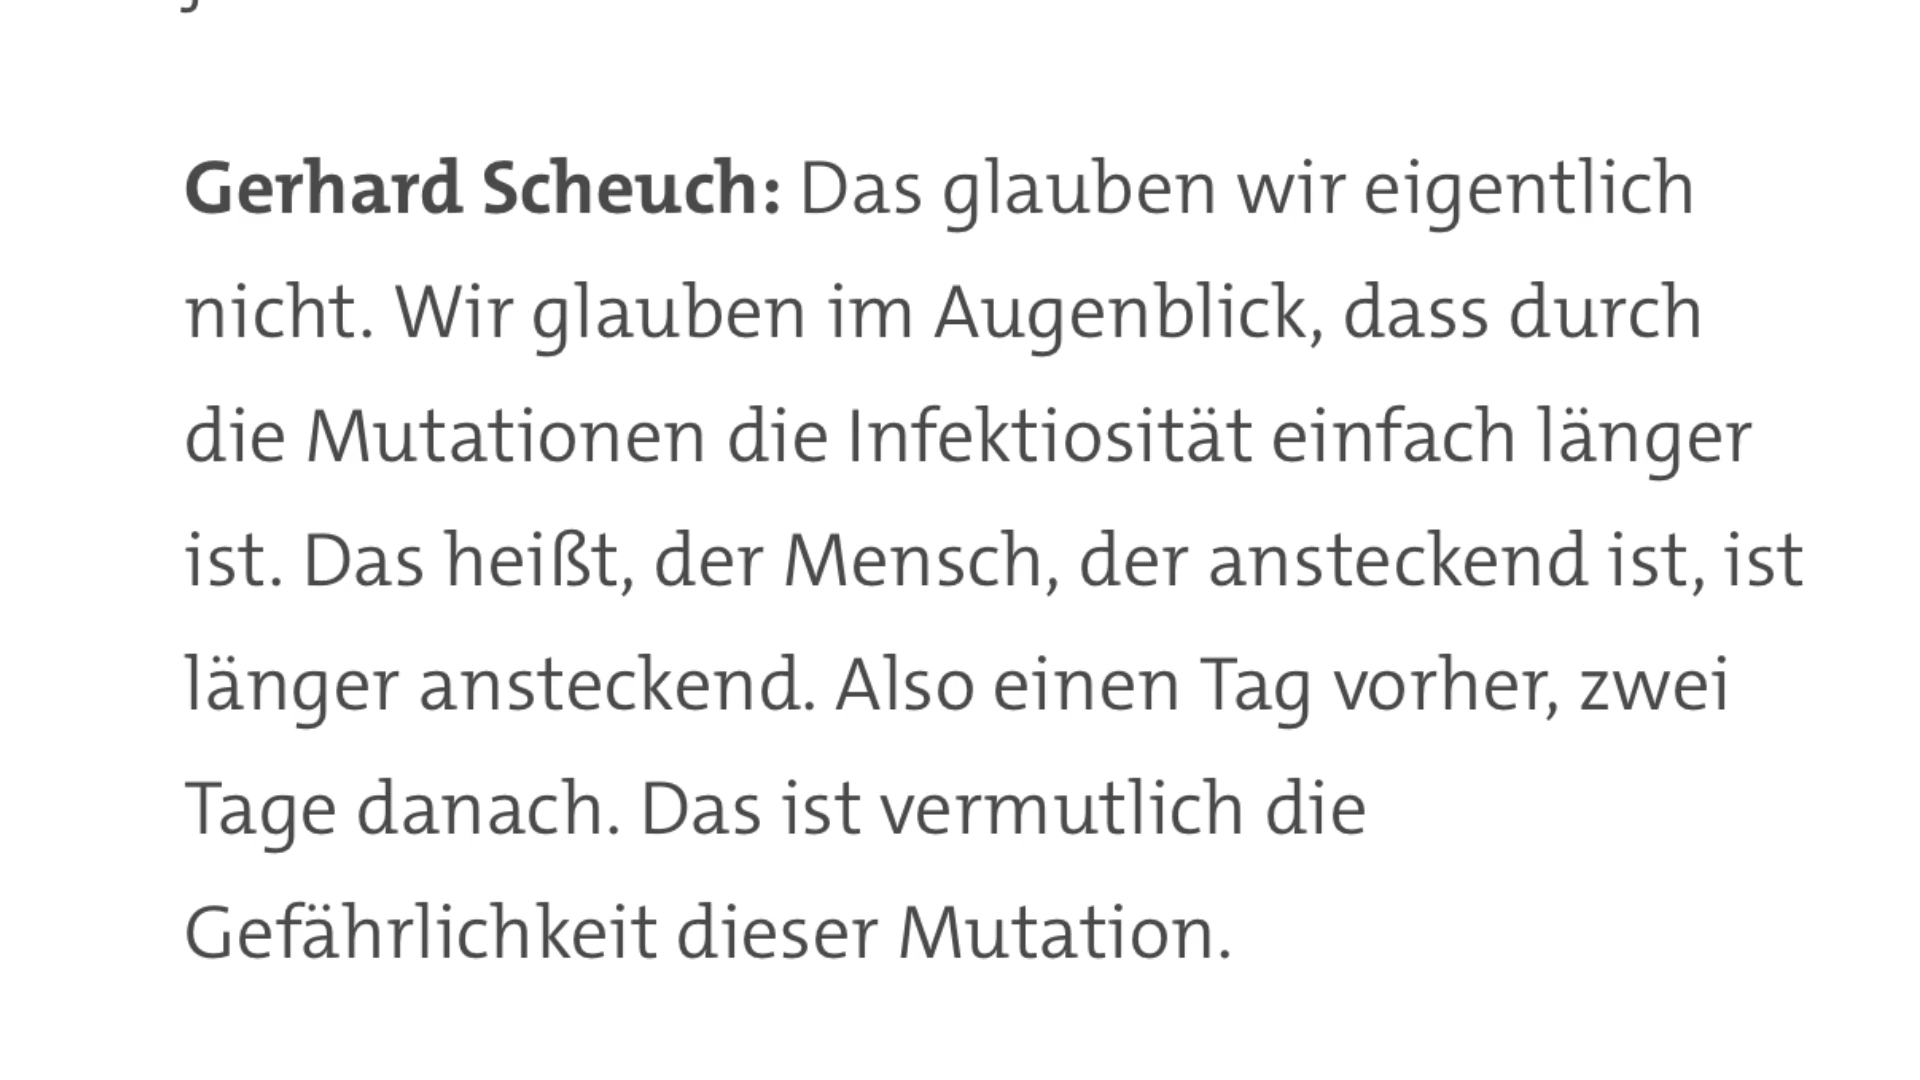 Gerhard Scheuch: Das glauben wir eigentlich
nicht. Wir glauben im Augenblick, dass durch
die Mutationen die Infektiosität einfach länger
ist. Das heißt, der Mensch, der ansteckend ist, ist
länger ansteckend. Also einen Tag vorher, zwei
Tage danach. Das ist vermutlich die
Gefährlichkeit dieser Mutation.